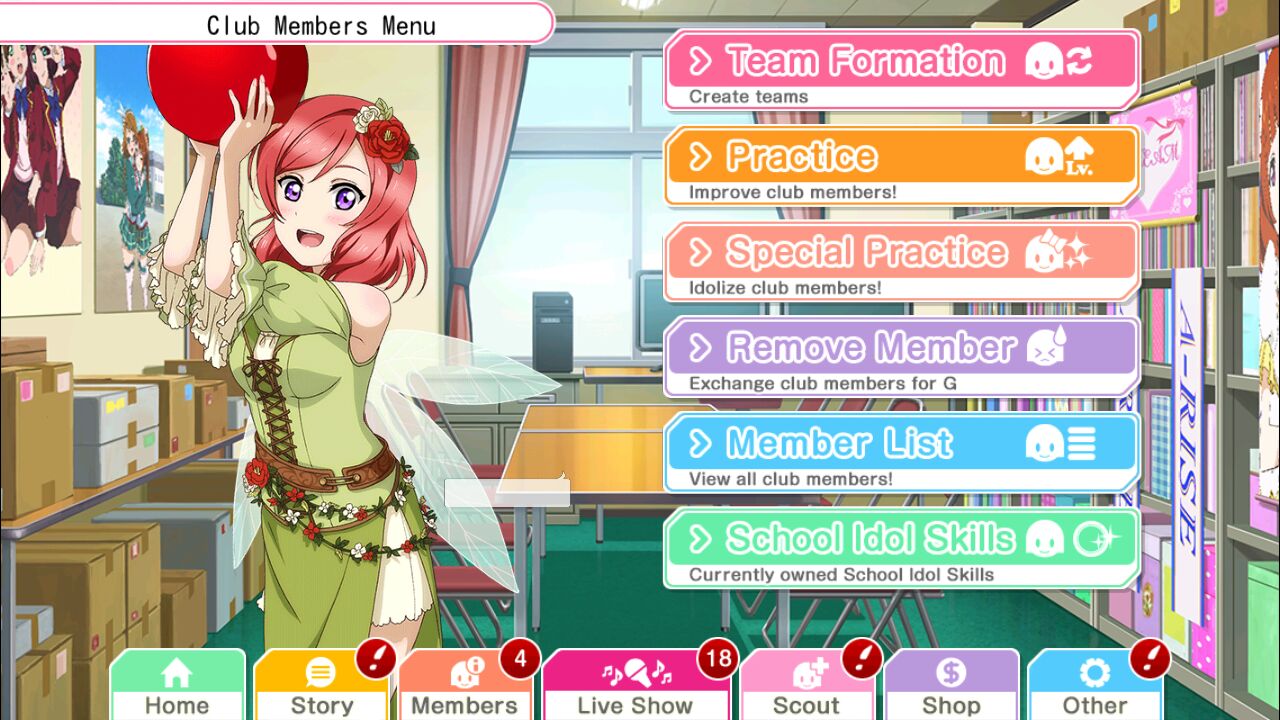 Club Members Menu
Team Formation
Create teams
Practice
Lv.
Improve club members!
Special Practice
Idolize club members!
Remove Member
Exchange club members for G
Member List
View all club members!
School Idol Skills
Currently owned School Idol Skills
A-RISE
Home
!
Story
4
Members
18
Live Show
!
Scout
$
Shop
!
Other